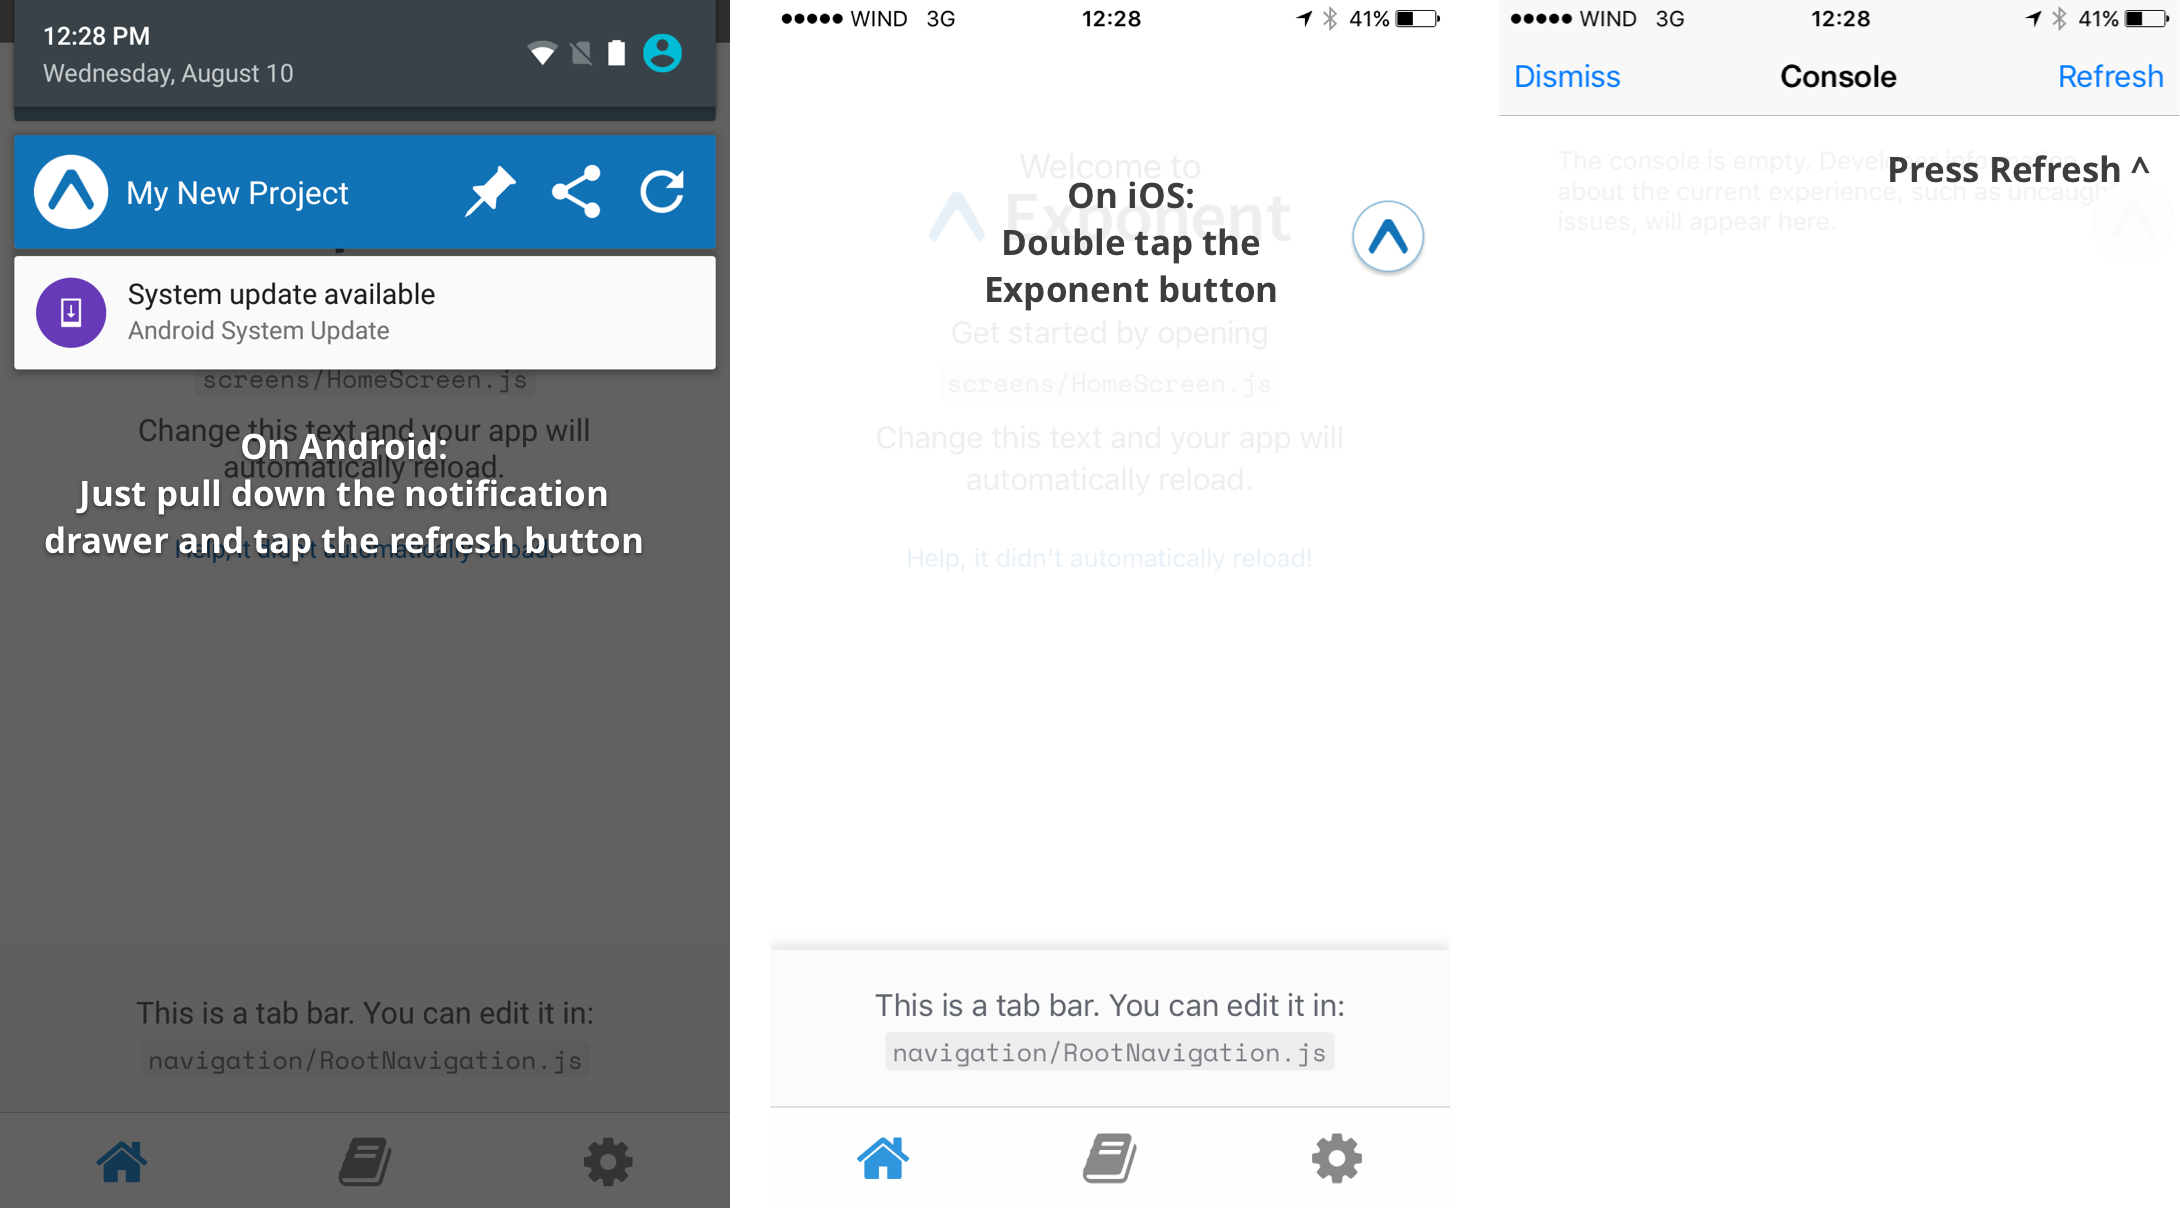 12:28 PM
Wednesday, August 10
My New Project
System update available
Android System Update
screens/HomeScreen.js
Change this text and your app will
automatically reload.
On Android:
Just pull down the notification
drawer and tap the refresh button
Help, it didn't automatically reload!
This is a tab bar. You can edit it in:
navigation/RootNavigation.js
WIND 3G 12:28 41%
Welcome to
Exponent
On iOS:
Double tap the
Exponent button
Get started by opening
screens/HomeScreen.js
Change this text and your app will
automatically reload.
Help, it didn’t automatically reload!
This is a tab bar. You can edit it in:
navigation/RootNavigation.js
WIND 3G 12:28 41%
Dismiss Console Refresh
Press Refresh ^
The console is empty. Developer information
about the current experience, such as uncaugh
issues, will appear here.